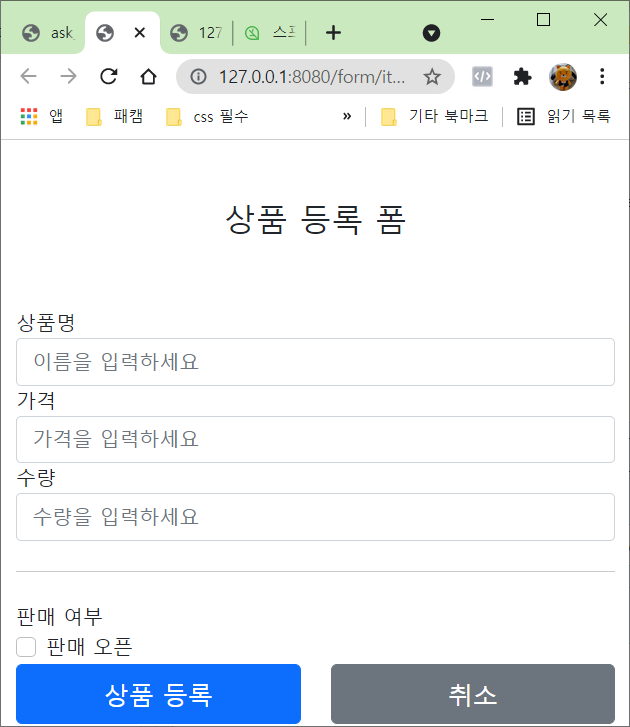 ask_
127
스프
127.0.0.1:8080/form/it...
앱 패캠 css 필수 » 기타 북마크 읽기 목록
상품 등록 폼
상품명
이름을 입력하세요
가격
가격을 입력하세요
수량
수량을 입력하세요
판매 여부
판매 오픈
상품 등록 취소